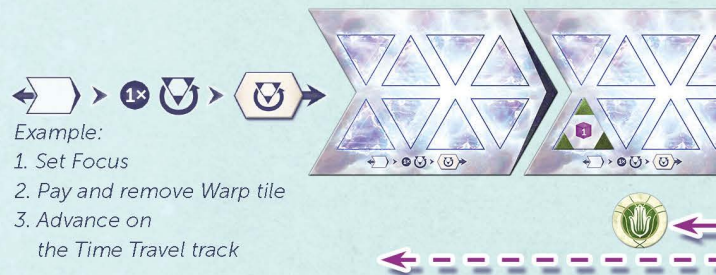 1×
Example:
1. Set Focus
2. Pay and remove Warp tile
3. Advance on
the Time Travel track
1